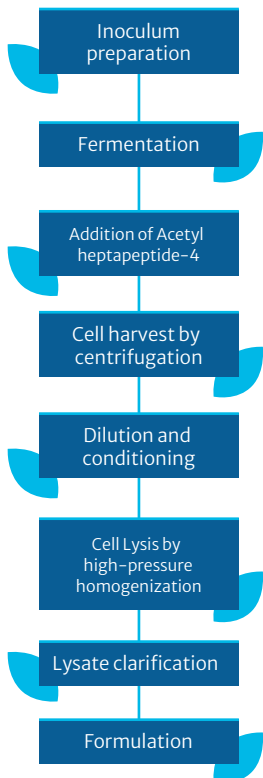 Inoculum
preparation
Fermentation
Addition of Acetyl
heptapeptide-4
Cell harvest by
centrifugation
Dilution and
conditioning
Cell Lysis by
high-pressure
homogenization
Lysate clarification
Formulation